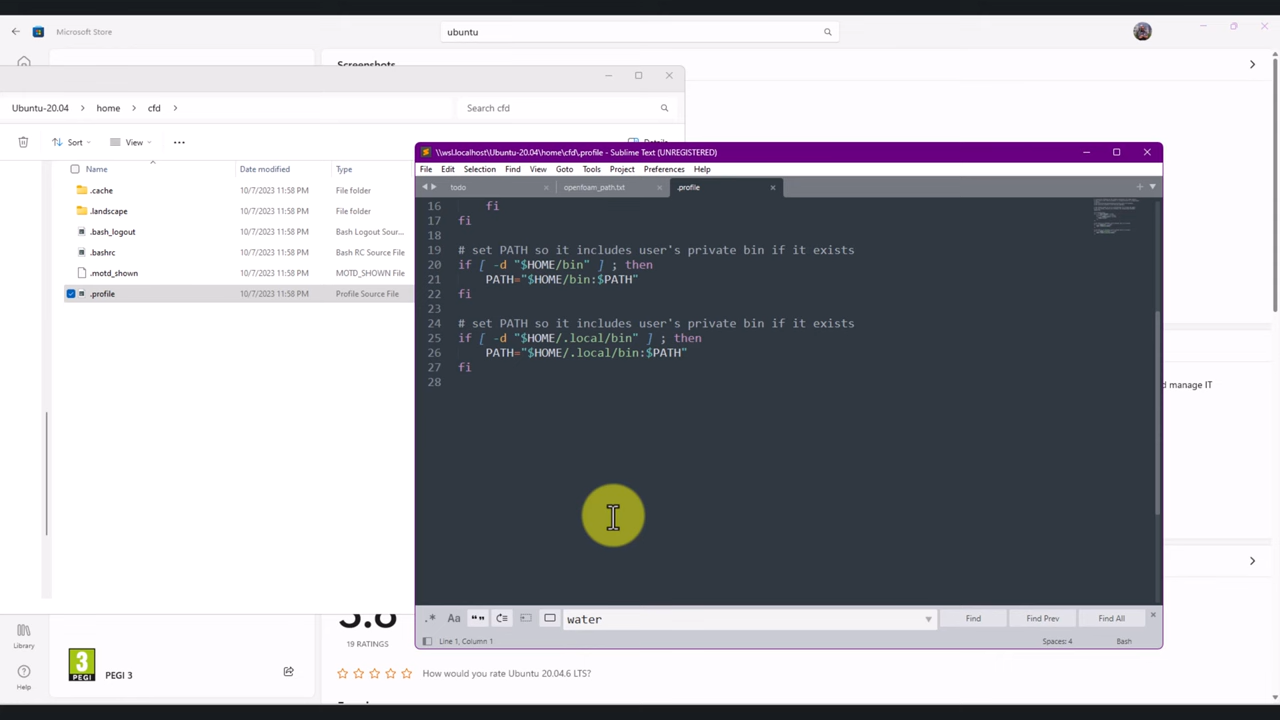 Microsoft Store
ubuntu
Screenshots
Ubuntu-20.04 > home > cfd >
Search cfd
Sort
View
Details
Name
Date modified
Type
.cache
10/7/2023 11:58 PM
File folder
.landscape
10/7/2023 11:58 PM
File folder
.bash_logout
10/7/2023 11:58 PM
Bash Logout Sour...
.bashrc
10/7/2023 11:58 PM
Bash RC Source File
.motd_shown
10/7/2023 11:58 PM
MOTD_SHOWN File
.profile
10/7/2023 11:58 PM
Profile Source File
\\wsl.localhost\Ubuntu-20.04\home\cfd\.profile - Sublime Text (UNREGISTERED)
File Edit Selection Find View Goto Tools Project Preferences Help
todo
openfoam_path.txt
.profile
16 fi
17 fi
18
19 # set PATH so it includes user's private bin if it exists
20 if [ -d "$HOME/bin" ] ; then
21 PATH="$HOME/bin:$PATH"
22 fi
23
24 # set PATH so it includes user's private bin if it exists
25 if [ -d "$HOME/.local/bin" ] ; then
26 PATH="$HOME/.local/bin:$PATH"
27 fi
28
Aa
water
Find
Find Prev
Find All
Line 1, Column 1
Spaces: 4
Bash
d manage IT
Library
Help
PEGI 3
3
PEGI
19 RATINGS
How would you rate Ubuntu 20.04.6 LTS?